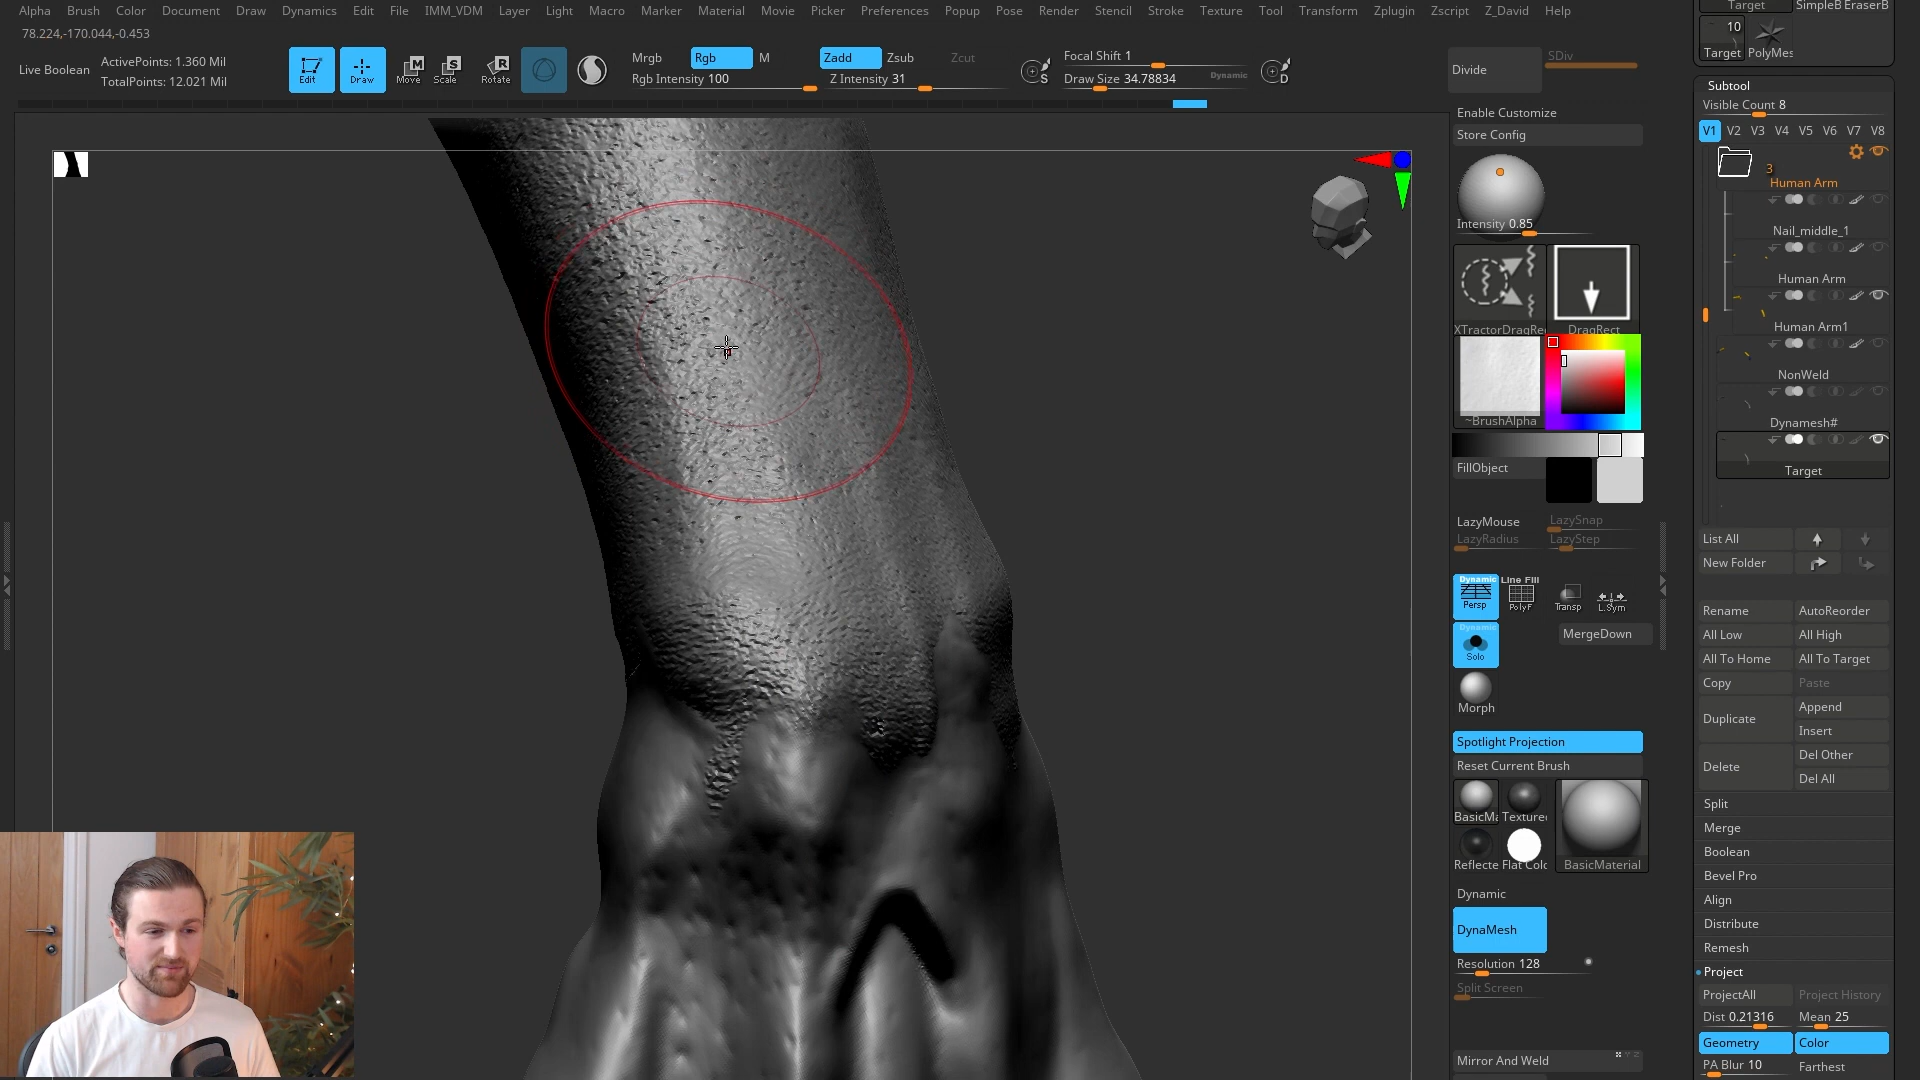 Alpha Brush Color Document Draw Dynamics Edit File IMM_VDM Layer Light Macro Marker Material Movie Picker Preferences Popup Pose Render Stencil Stroke Texture Tool Transform Zplugin Zscript Z_David Help
78.224,-170.044,-0.453
Live Boolean
ActivePoints: 1.360 Mil
TotalPoints: 12.021 Mil
Edit Draw Move Scale Rotate
M S R
Mrgb Rgb M
Rgb Intensity 100
Zadd Zsub Zcut
Z Intensity 31
S
Focal Shift 1
Draw Size 34.78834
Dynamic
D
Divide
SDiv
Enable Customize
Store Config
Intensity 0.85
XTractorDragRe DragRect
~BrushAlpha
FillObject
LazyMouse LazySnap
LazyRadius LazyStep
Dynamic Line Fill
Persp PolyF Transp L.Sym
Dynamic
Solo
MergeDown
Morph
Spotlight Projection
Reset Current Brush
BasicMa Texture
Reflecte Flat Colo BasicMaterial
Dynamic
DynaMesh
Resolution 128
Split Screen
Mirror And Weld
Target SimpleB EraserB
10
Target PolyMes
Subtool
Visible Count 8
V1 V2 V3 V4 V5 V6 V7 V8
3
Human Arm
Nail_middle_1
Human Arm
Human Arm1
NonWeld
Dynamesh#
Target
List All
New Folder
Rename AutoReorder
All Low All High
All To Home All To Target
Copy Paste
Duplicate Append
Insert
Delete Del Other
Del All
Split
Merge
Boolean
Bevel Pro
Align
Distribute
Remesh
Project
ProjectAll Project History
Dist 0.21316 Mean 25
Geometry Color
PA Blur 10 Farthest